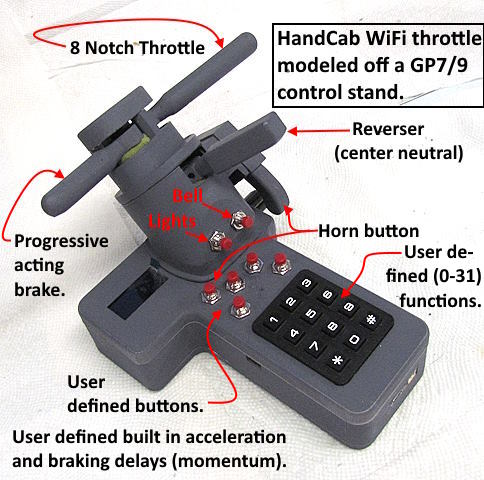 8 Notch Throttle
HandCab WiFi throttle
modeled off a GP7/9
control stand.
Reverser
(center neutral)
Bell
Lights
Horn button
Progressive
acting
brake.
User de-
fined (0-31)
functions.
1 2 3
4 5 6
7 8 9
* 0 #
User
defined buttons.
User defined built in acceleration
and braking delays (momentum).